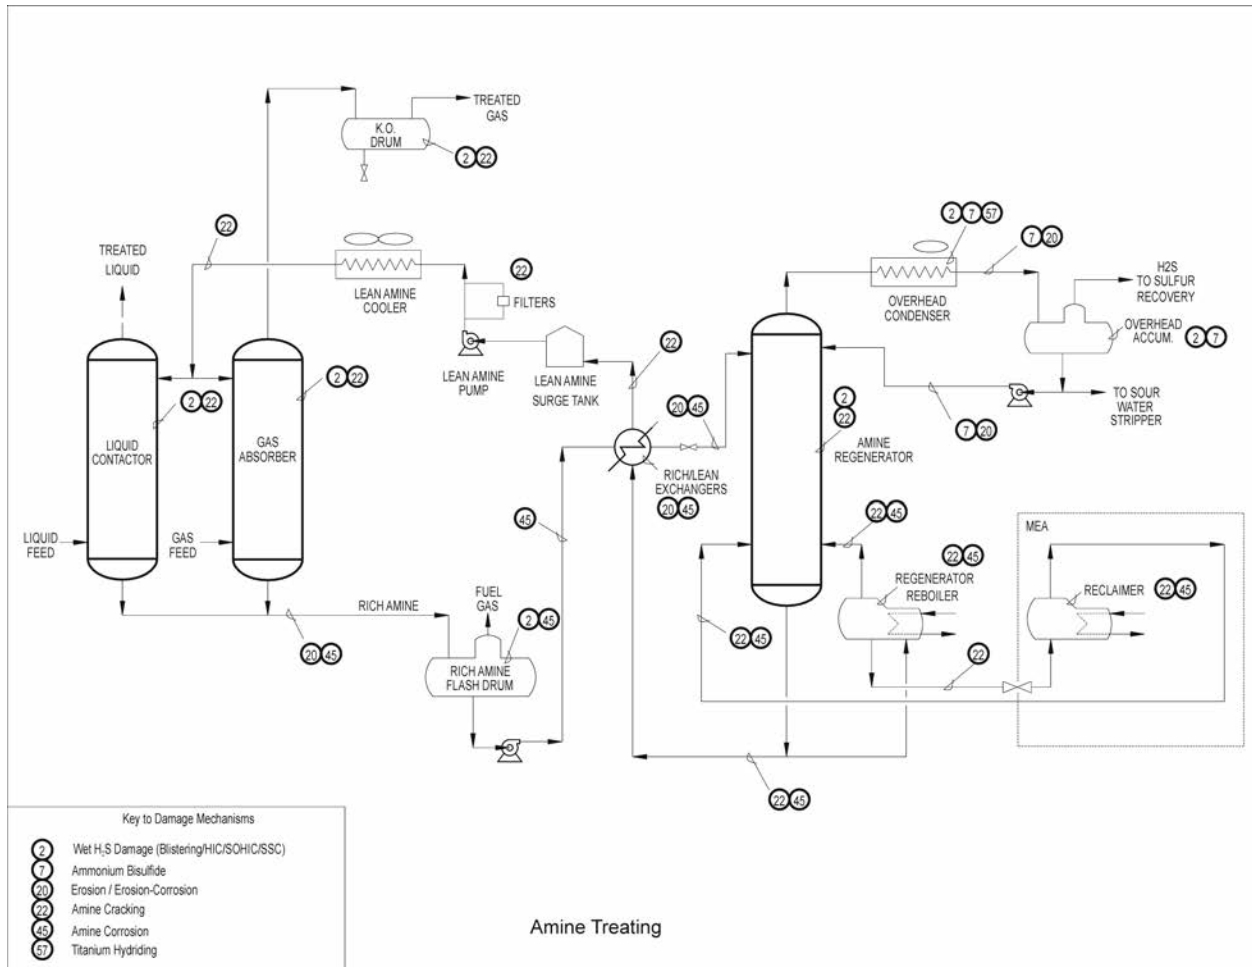 TREATED
GAS
K.O.
DRUM
2 22
22
TREATED
LIQUID
LEAN AMINE
COOLER
22
FILTERS
LEAN AMINE
PUMP
LEAN AMINE
SURGE TANK
22
2 7 57
7 20
OVERHEAD
CONDENSER
H2S
TO SULFUR
RECOVERY
OVERHEAD
ACCUM.
2 7
TO SOUR
WATER
STRIPPER
7 20
2 22
2 22
LIQUID
CONTACTOR
GAS
ABSORBER
20 45
2
22
AMINE
REGENERATOR
RICH/LEAN
EXCHANGERS
20 45
45
LIQUID
FEED
GAS
FEED
22 45
22 45
REGENERATOR
REBOILER
MEA
RECLAIMER
22 45
RICH AMINE
FUEL
GAS
2 45
20 45
RICH AMINE
FLASH DRUM
22 45
22
22 45
Key to Damage Mechanisms
2 Wet H2S Damage (Blistering/HIC/SOHIC/SSC)
7 Ammonium Bisulfide
20 Erosion / Erosion-Corrosion
22 Amine Cracking
45 Amine Corrosion
57 Titanium Hydriding
Amine Treating